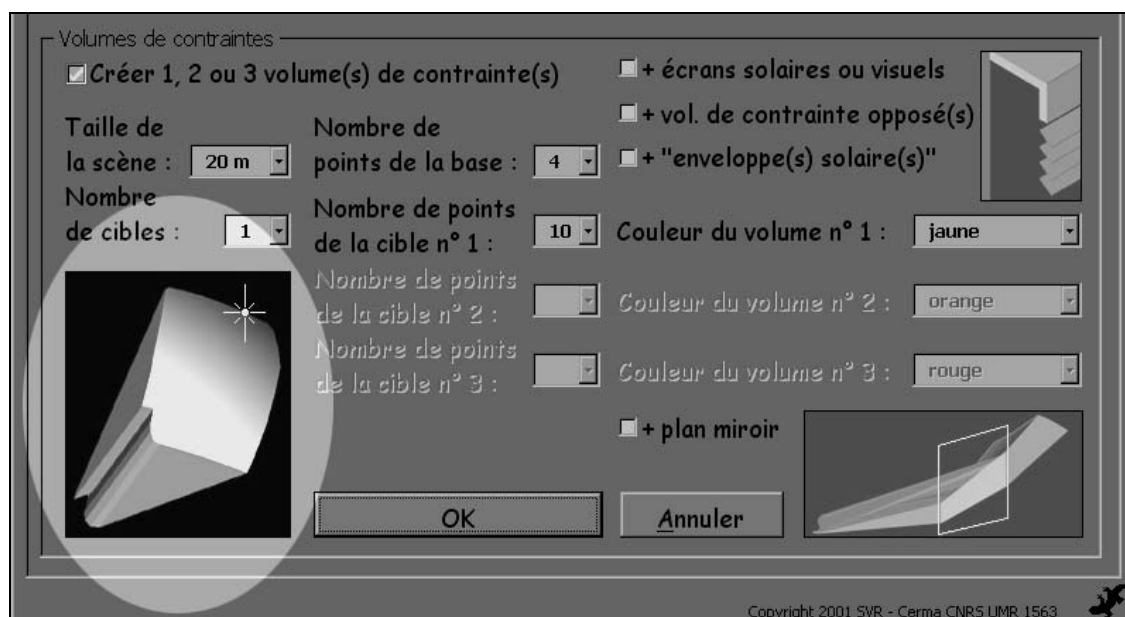 Volumes de contraintes
Créer 1, 2 ou 3 volume(s) de contrainte(s)
+ écrans solaires ou visuels
+ vol. de contrainte opposé(s)
+ "enveloppe(s) solaire(s)"
Taille de
la scène : 20 m
Nombre de
points de la base : 4
Nombre
de cibles : 1
Nombre de points
de la cible n° 1 : 10
Couleur du volume n° 1 : jaune
Nombre de points
de la cible n° 2 :
Couleur du volume n° 2 : orange
Nombre de points
de la cible n° 3 :
Couleur du volume n° 3 : rouge
+ plan miroir
OK
Annuler
Copyright 2001 SVR - Cerma CNRS UMR 1563